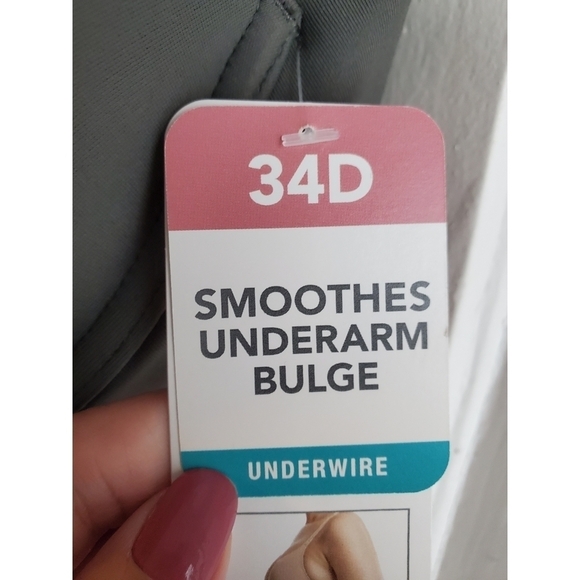 34D
SMOOTHES
UNDERARM
BULGE
UNDERWIRE